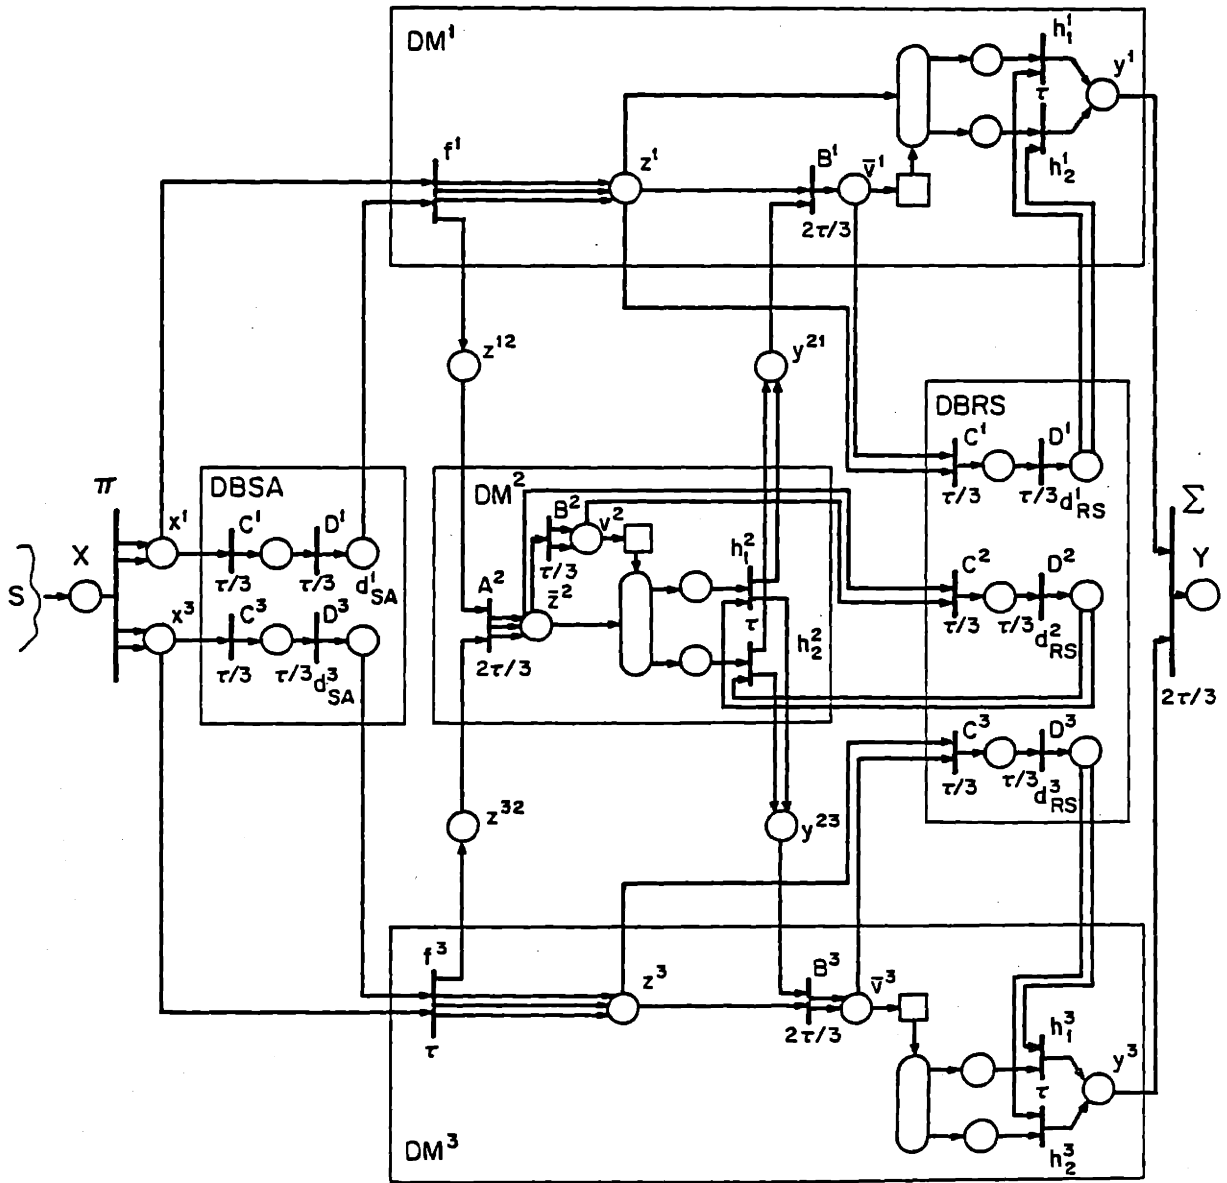 DM¹
h₁¹
y¹
τ
h₂¹
f¹
z¹
B¹
v̄¹
2τ/3
z¹²
y²¹
DBRS
C¹
D¹
τ/3
τ/3
d¹RS
π
DBSA
DM²
Σ
x¹
C¹
D¹
B²
v²
X
τ/3
τ/3
d¹SA
τ/3
h₁²
C²
D²
Y
S
A²
z̄²
x³
C³
D³
τ
h₂²
τ/3
τ/3
d²RS
τ/3
τ/3
d³SA
2τ/3
2τ/3
C³
D³
τ/3
τ/3
d³RS
z³²
y²³
f³
z³
B³
v̄³
τ
2τ/3
h₁³
y³
τ
h₂³
DM³